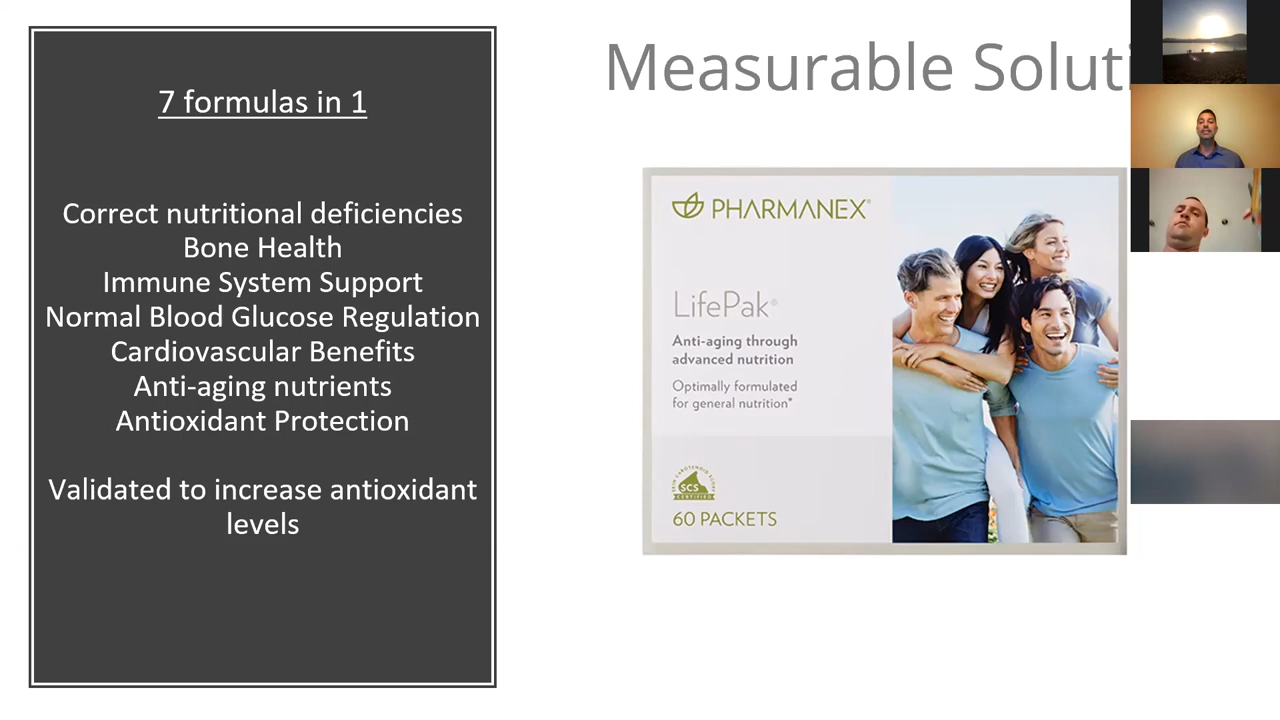 7 formulas in 1
Correct nutritional deficiencies
Bone Health
Immune System Support
Normal Blood Glucose Regulation
Cardiovascular Benefits
Anti-aging nutrients
Antioxidant Protection
Validated to increase antioxidant
levels
Measurable Soluti
PHARMANEX®
LifePak®
Anti-aging through
advanced nutrition
Optimally formulated
for general nutrition*
SCS
CERTIFIED
60 PACKETS